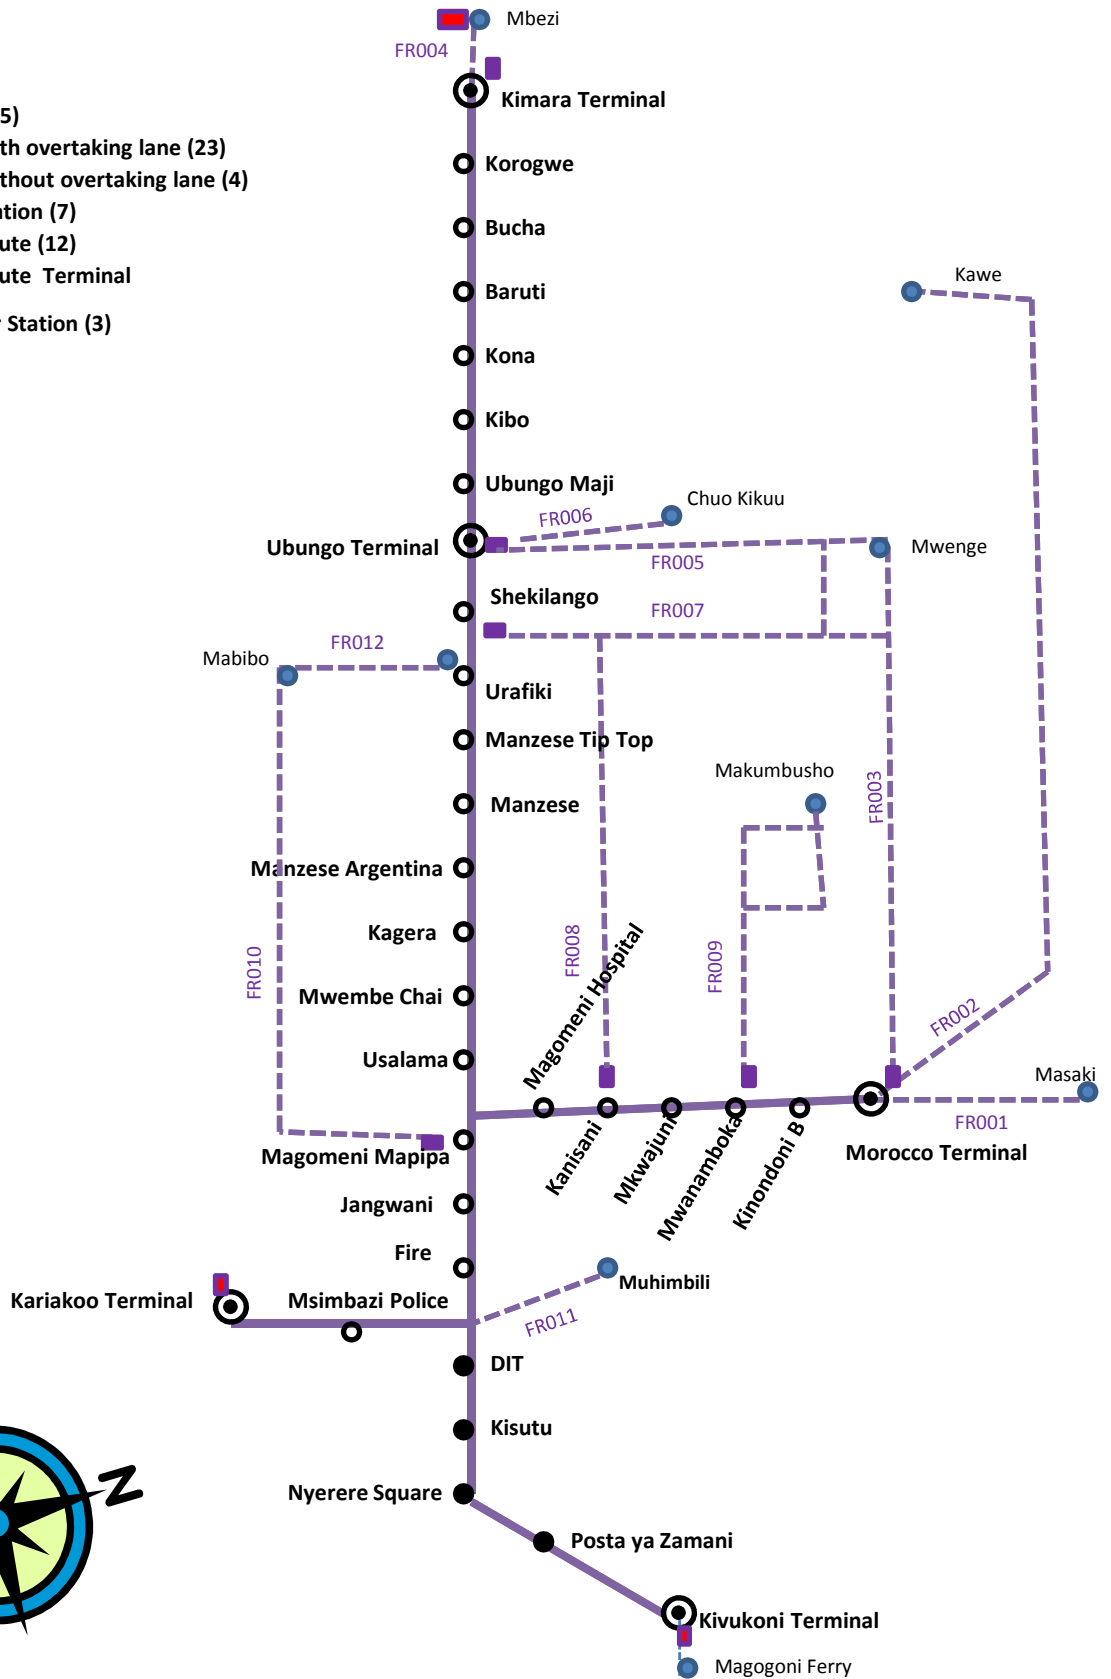 Mbezi
FR004
Kimara Terminal
5)
th overtaking lane (23)
Korogwe
thout overtaking lane (4)
tion (7)
Bucha
ute (12)
ute Terminal
Kawe
Baruti
r Station (3)
Kona
Kibo
Ubungo Maji
Chuo Kikuu
FR006
Ubungo Terminal
Mwenge
FR005
Shekilango
FR007
FR012
Mabibo
Urafiki
Manzese Tip Top
Makumbusho
FR003
Manzese
Manzese Argentina
Kagera
FR010
FR008
FR009
Magomeni Hospital
Mwembe Chai
FR002
Usalama
Masaki
FR001
Magomeni Mapipa
Kanisani
Mkwajuni
Mwanamboka
Kinondoni B
Morocco Terminal
Jangwani
Fire
Muhimbili
Kariakoo Terminal
Msimbazi Police
FR011
DIT
Kisutu
N
Nyerere Square
Posta ya Zamani
Kivukoni Terminal
Magogoni Ferry